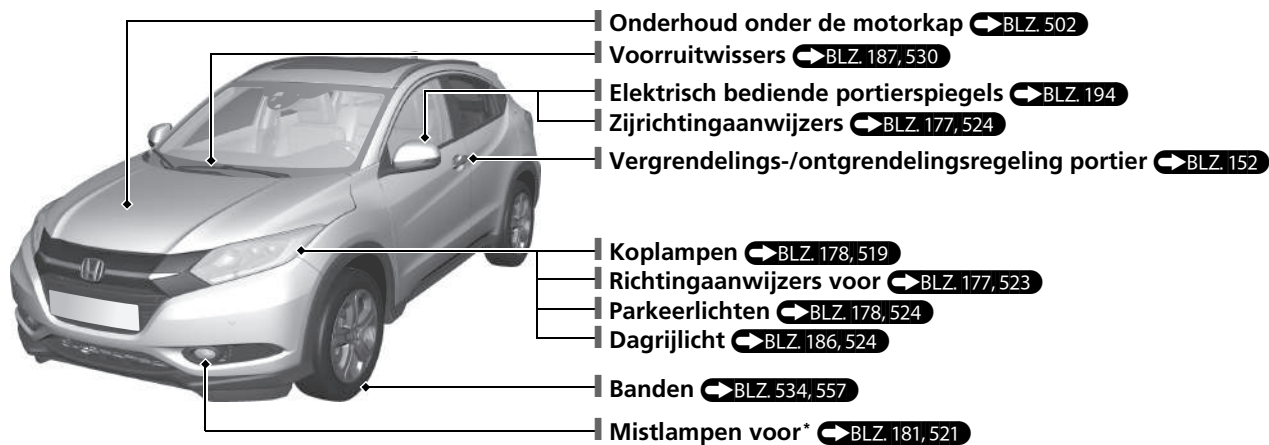 Onderhoud onder de motorkap BLZ. 502
Voorruitwissers BLZ. 187, 530
Elektrisch bediende portierspiegels BLZ. 194
Zijrichtingaanwijzers BLZ. 177, 524
Vergrendelings-/ontgrendelingsregeling portier BLZ. 152
Koplampen BLZ. 178, 519
Richtingaanwijzers voor BLZ. 177, 523
Parkeerlichten BLZ. 178, 524
Dagrijlicht BLZ. 186, 524
Banden BLZ. 534, 557
Mistlampen voor* BLZ. 181, 521